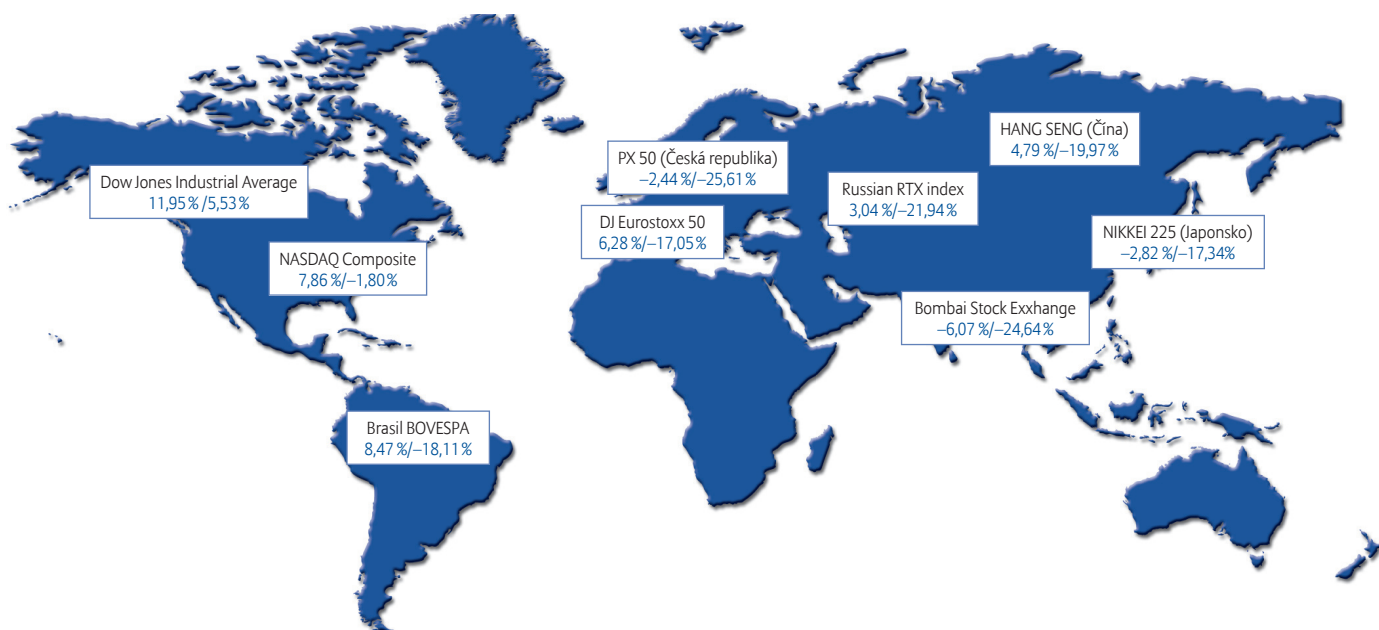 HANG SENG (Čína)
4,79 %/–19,97 %
PX 50 (Česká republika)
–2,44 %/–25,61 %
Dow Jones Industrial Average
11,95 % /5,53 %
Russian RTX index
3,04 %/–21,94 %
DJ Eurostoxx 50
6,28 %/–17,05 %
NIKKEI 225 (Japonsko)
–2,82 %/–17,34%
NASDAQ Composite
7,86 %/–1,80 %
Bombai Stock Exxhange
–6,07 %/–24,64 %
Brasil BOVESPA
8,47 %/–18,11 %